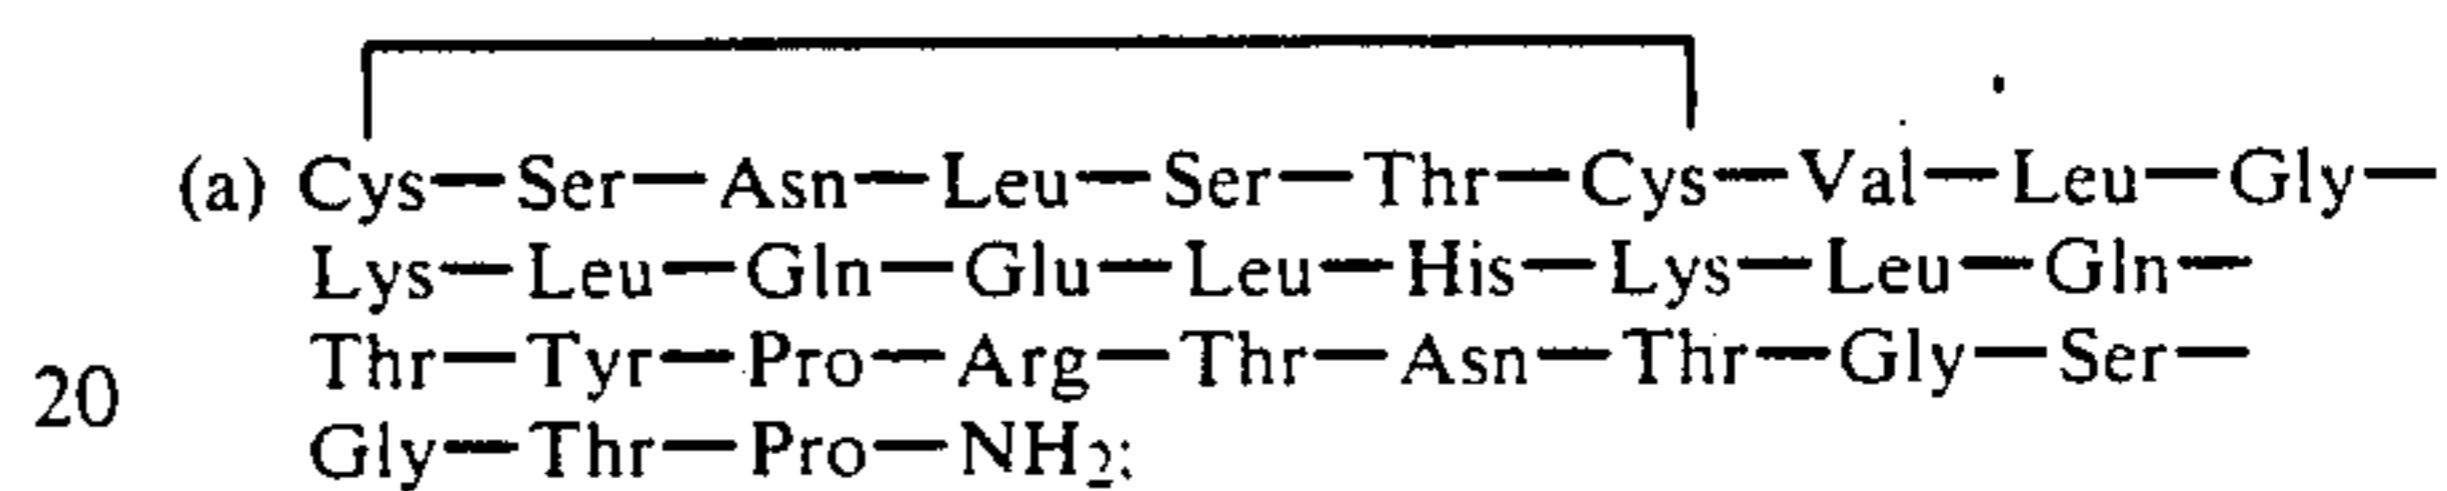 (a) Cys—Ser—Asn—Leu—Ser—Thr—Cys—Val—Leu—Gly—
Lys—Leu—Gln—Glu—Leu—His—Lys—Leu—Gln—
Thr—Tyr—Pro—Arg—Thr—Asn—Thr—Gly—Ser—
20
Gly—Thr—Pro—NH₂;